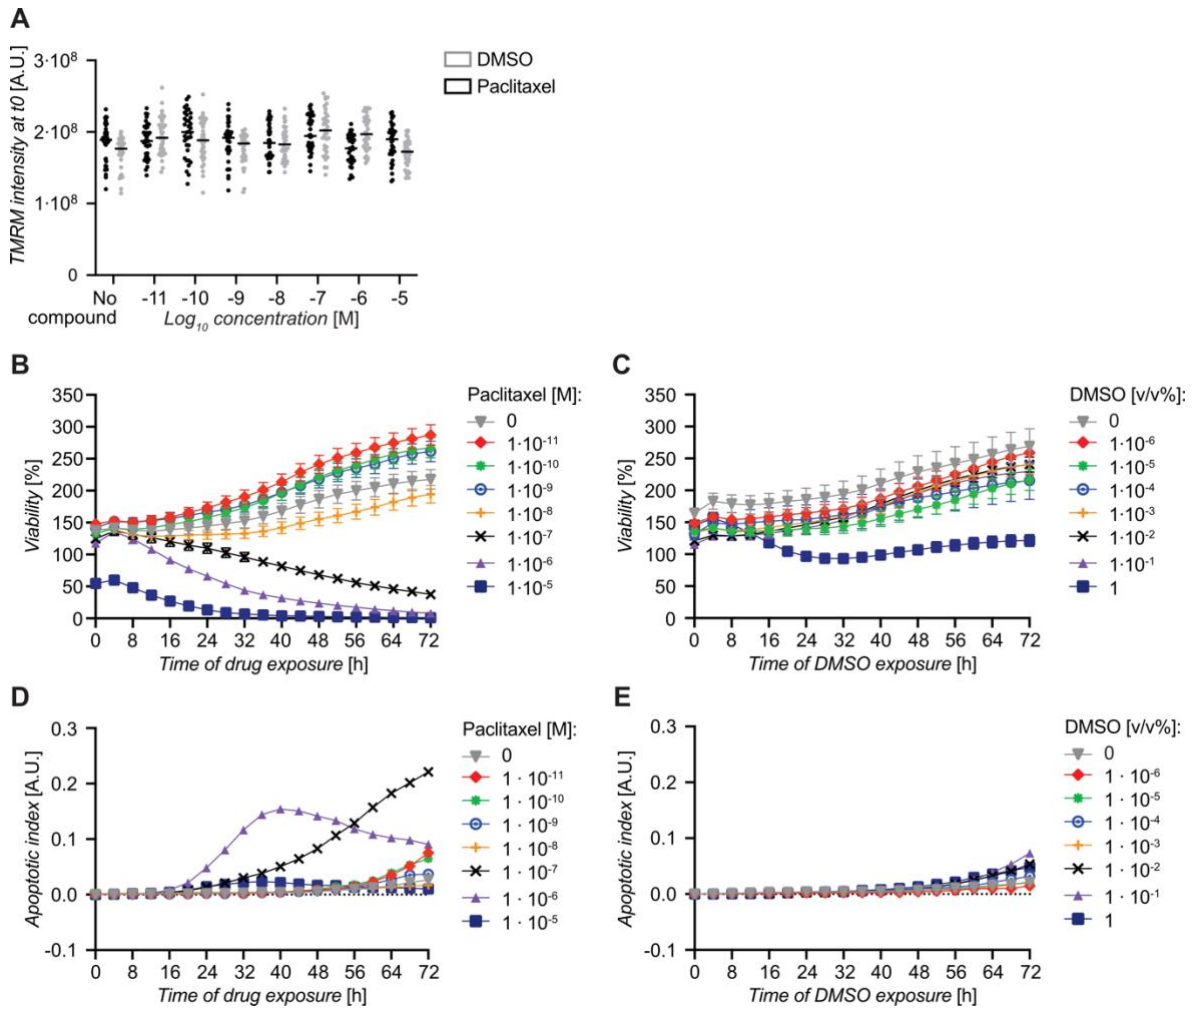 A
TMRM intensity at t0 [A.U.]
3·10⁸
2·10⁸
1·10⁸
0
DMSO
Paclitaxel
No compound
-11 -10 -9 -8 -7 -6 -5
Log₁₀ concentration [M]
B
Viability [%]
350
300
250
200
150
100
50
0
0 8 16 24 32 40 48 56 64 72
Time of drug exposure [h]
Paclitaxel [M]:
0
1·10⁻¹¹
1·10⁻¹⁰
1·10⁻⁹
1·10⁻⁸
1·10⁻⁷
1·10⁻⁶
1·10⁻⁵
C
Viability [%]
350
300
250
200
150
100
50
0
0 8 16 24 32 40 48 56 64 72
Time of DMSO exposure [h]
DMSO [v/v%]:
0
1·10⁻⁶
1·10⁻⁵
1·10⁻⁴
1·10⁻³
1·10⁻²
1·10⁻¹
1
D
Apoptotic index [A.U.]
0.3
0.2
0.1
0.0
-0.1
0 8 16 24 32 40 48 56 64 72
Time of drug exposure [h]
Paclitaxel [M]:
0
1 · 10⁻¹¹
1 · 10⁻¹⁰
1 · 10⁻⁹
1 · 10⁻⁸
1 · 10⁻⁷
1 · 10⁻⁶
1 · 10⁻⁵
E
Apoptotic index [A.U.]
0.3
0.2
0.1
0.0
-0.1
0 8 16 24 32 40 48 56 64 72
Time of DMSO exposure [h]
DMSO [v/v%]:
0
1 · 10⁻⁶
1 · 10⁻⁵
1 · 10⁻⁴
1 · 10⁻³
1 · 10⁻²
1 · 10⁻¹
1